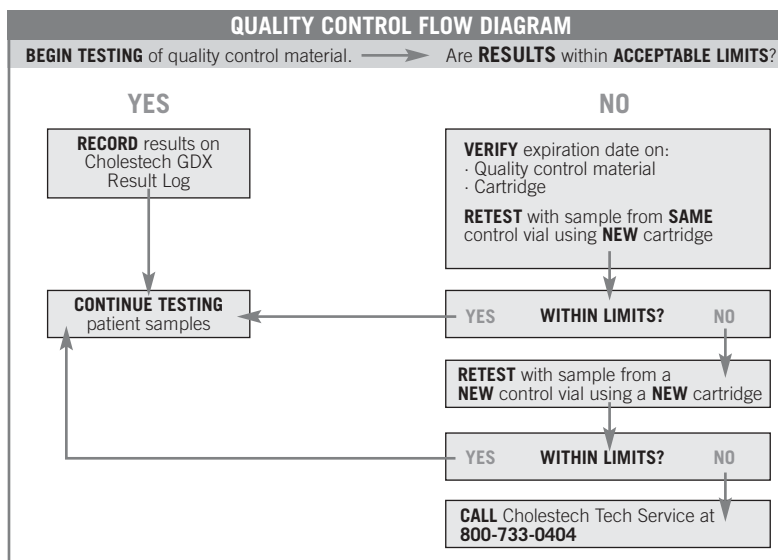 QUALITY CONTROL FLOW DIAGRAM
BEGIN TESTING of quality control material. Are RESULTS within ACCEPTABLE LIMITS?
YES
RECORD results on
Cholestech GDX
Result Log
CONTINUE TESTING
patient samples
NO
VERIFY expiration date on:
· Quality control material
· Cartridge
RETEST with sample from SAME
control vial using NEW cartridge
YES WITHIN LIMITS? NO
RETEST with sample from a
NEW control vial using a NEW cartridge
YES WITHIN LIMITS? NO
CALL Cholestech Tech Service at
800-733-0404